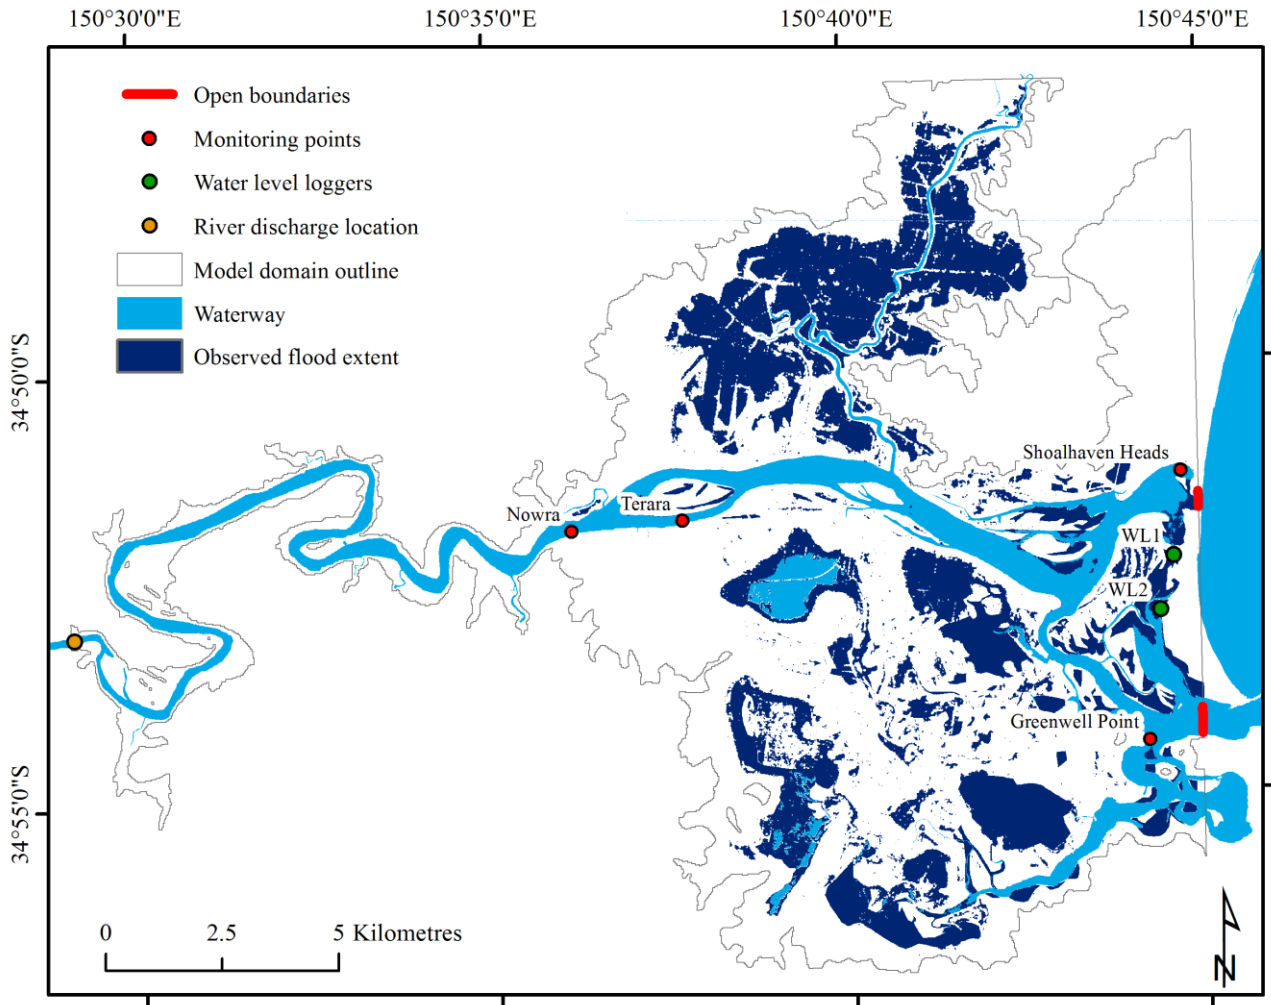 150°30'0"E 150°35'0"E 150°40'0"E 150°45'0"E
Open boundaries
Monitoring points
Water level loggers
River discharge location
Model domain outline
Waterway
Observed flood extent
34°50'0"S
34°55'0"S
Shoalhaven Heads
Nowra
Terara
WL1
WL2
Greenwell Point
0 2.5 5 Kilometres
N